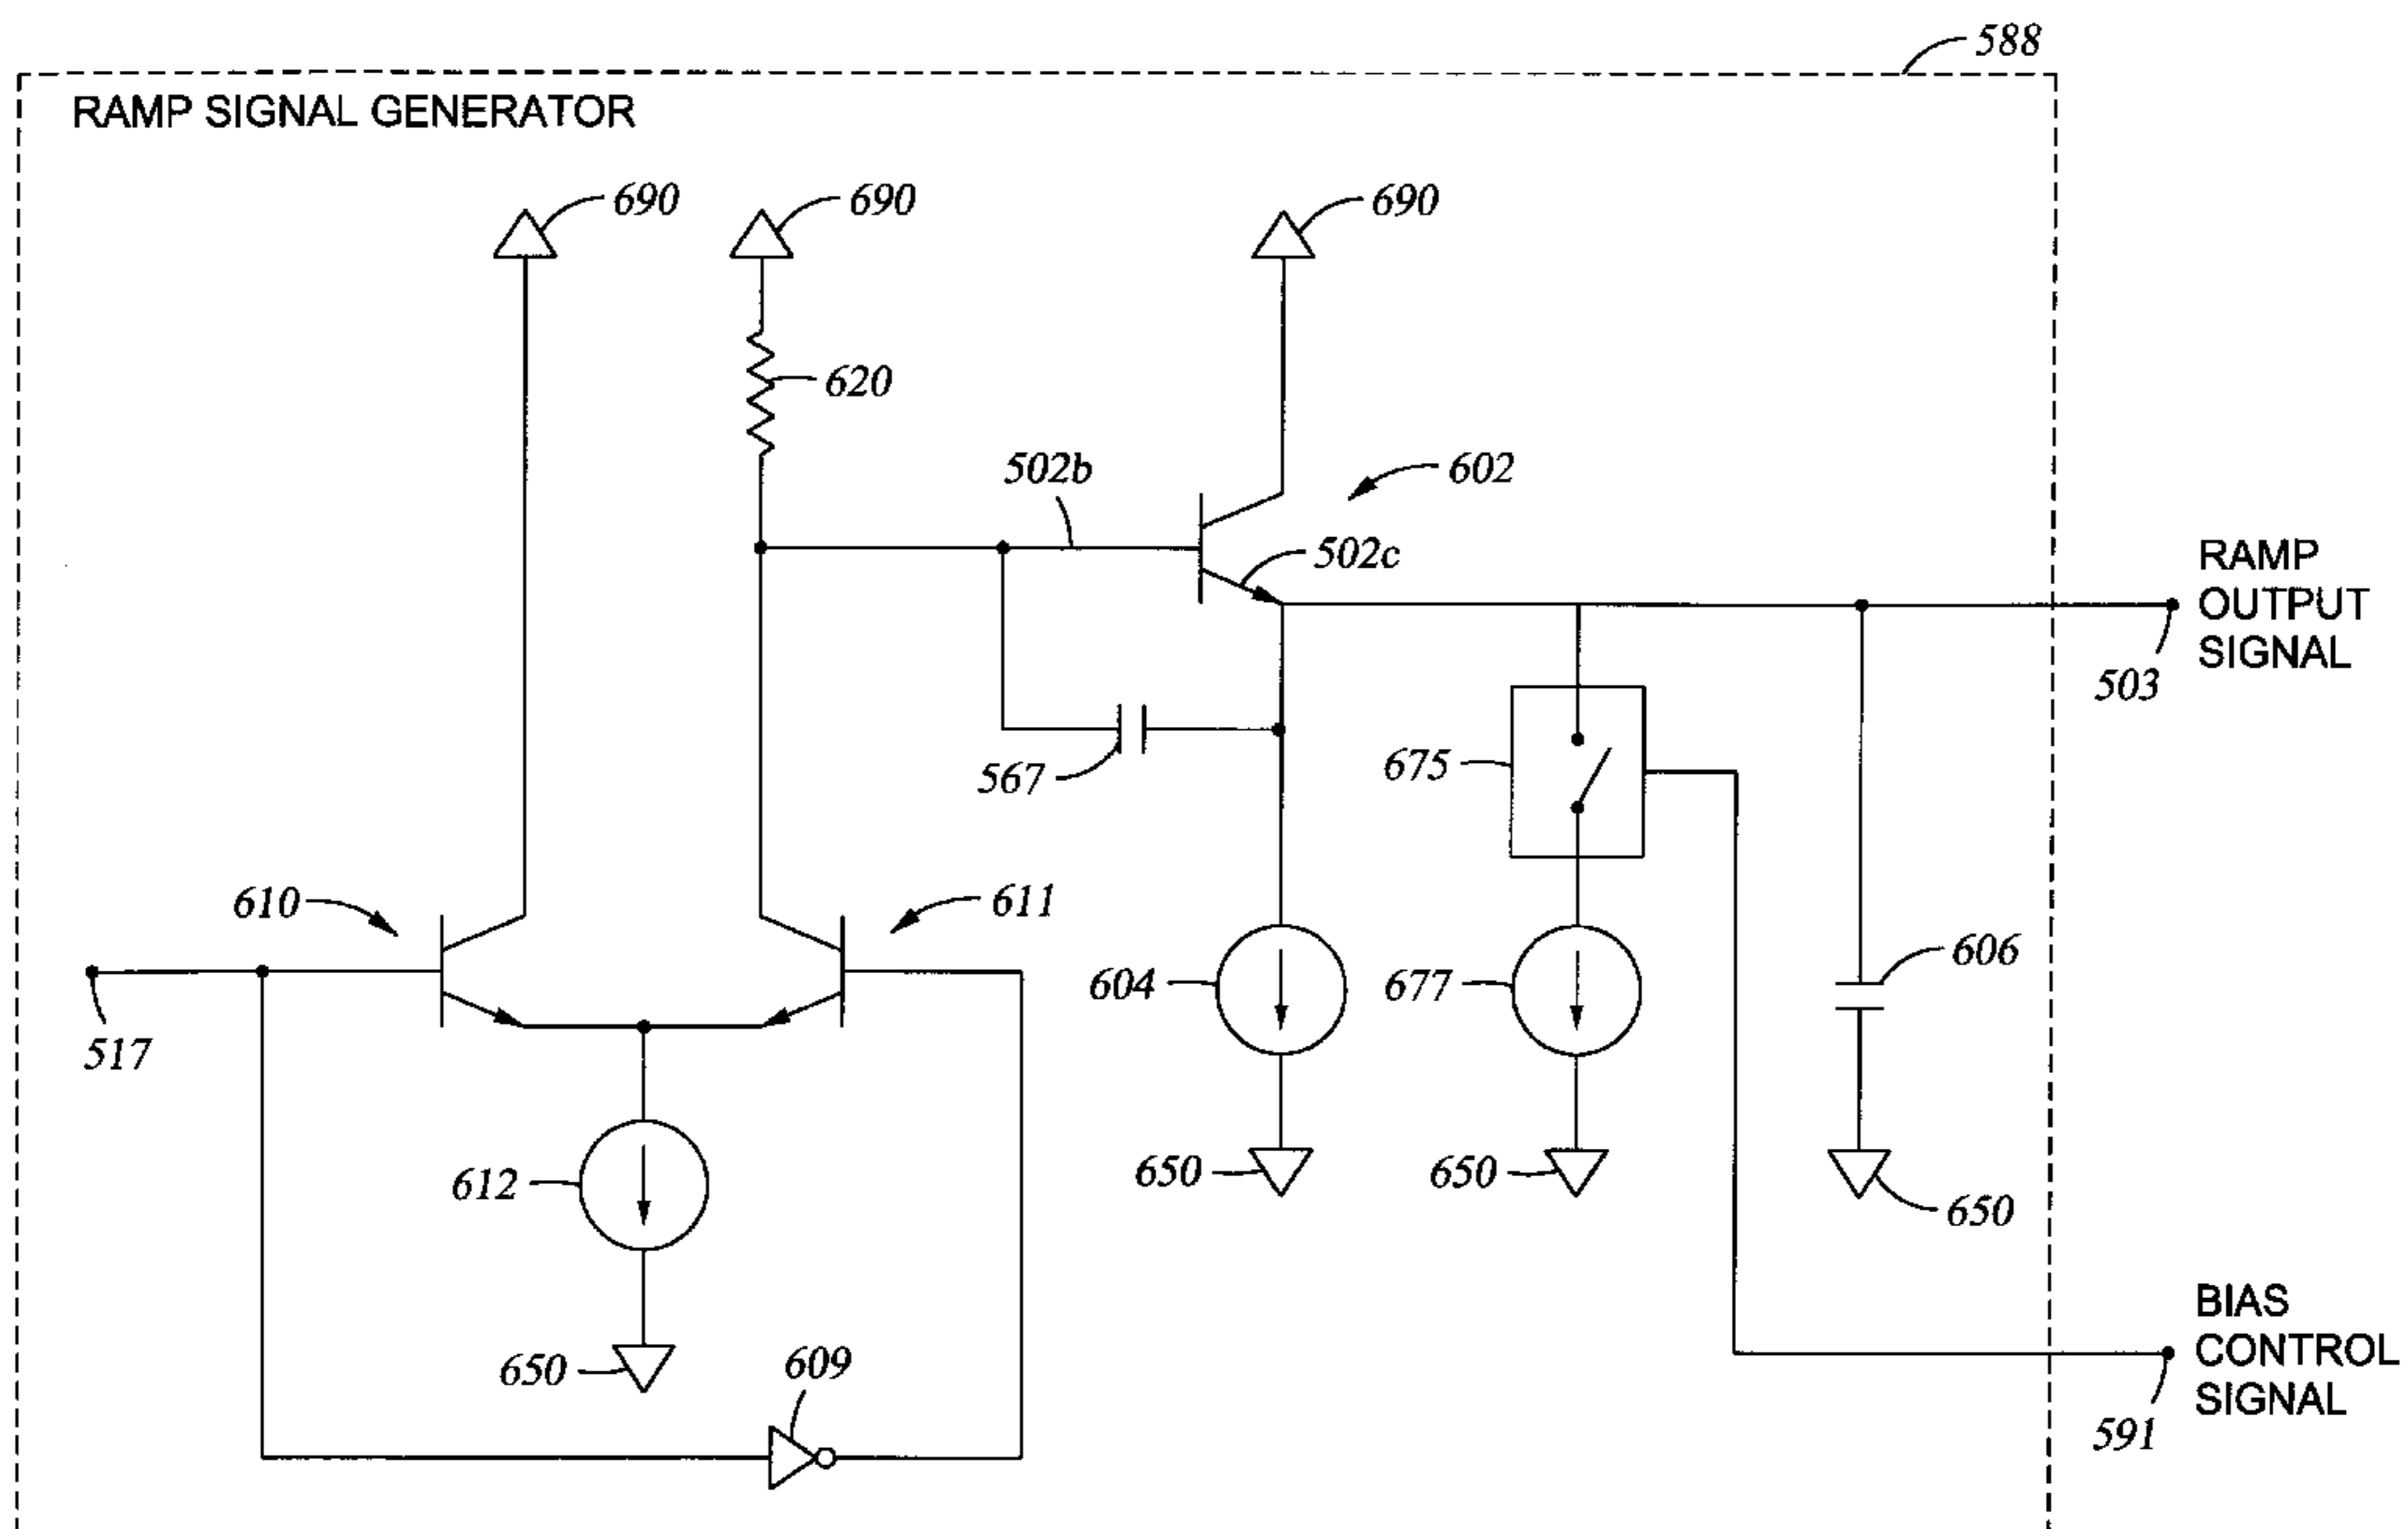 588
RAMP SIGNAL GENERATOR
690
690
690
620
502b
602
502c
RAMP
OUTPUT
SIGNAL
503
567
675
610
611
604
677
606
517
612
650
650
650
650
609
BIAS
CONTROL
SIGNAL
591